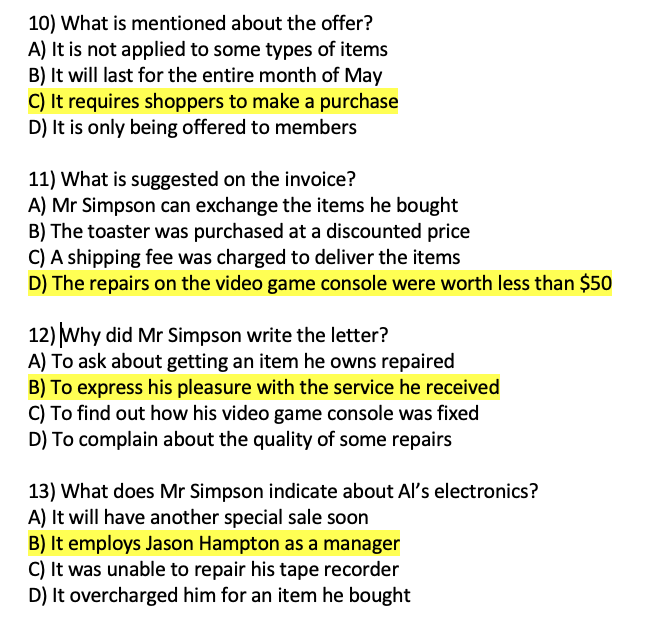 10) What is mentioned about the offer?
A) It is not applied to some types of items
B) It will last for the entire month of May
C) It requires shoppers to make a purchase
D) It is only being offered to members
11) What is suggested on the invoice?
A) Mr Simpson can exchange the items he bought
B) The toaster was purchased at a discounted price
C) A shipping fee was charged to deliver the items
D) The repairs on the video game console were worth less than $50
12) Why did Mr Simpson write the letter?
A) To ask about getting an item he owns repaired
B) To express his pleasure with the service he received
C) To find out how his video game console was fixed
D) To complain about the quality of some repairs
13) What does Mr Simpson indicate about Al’s electronics?
A) It will have another special sale soon
B) It employs Jason Hampton as a manager
C) It was unable to repair his tape recorder
D) It overcharged him for an item he bought